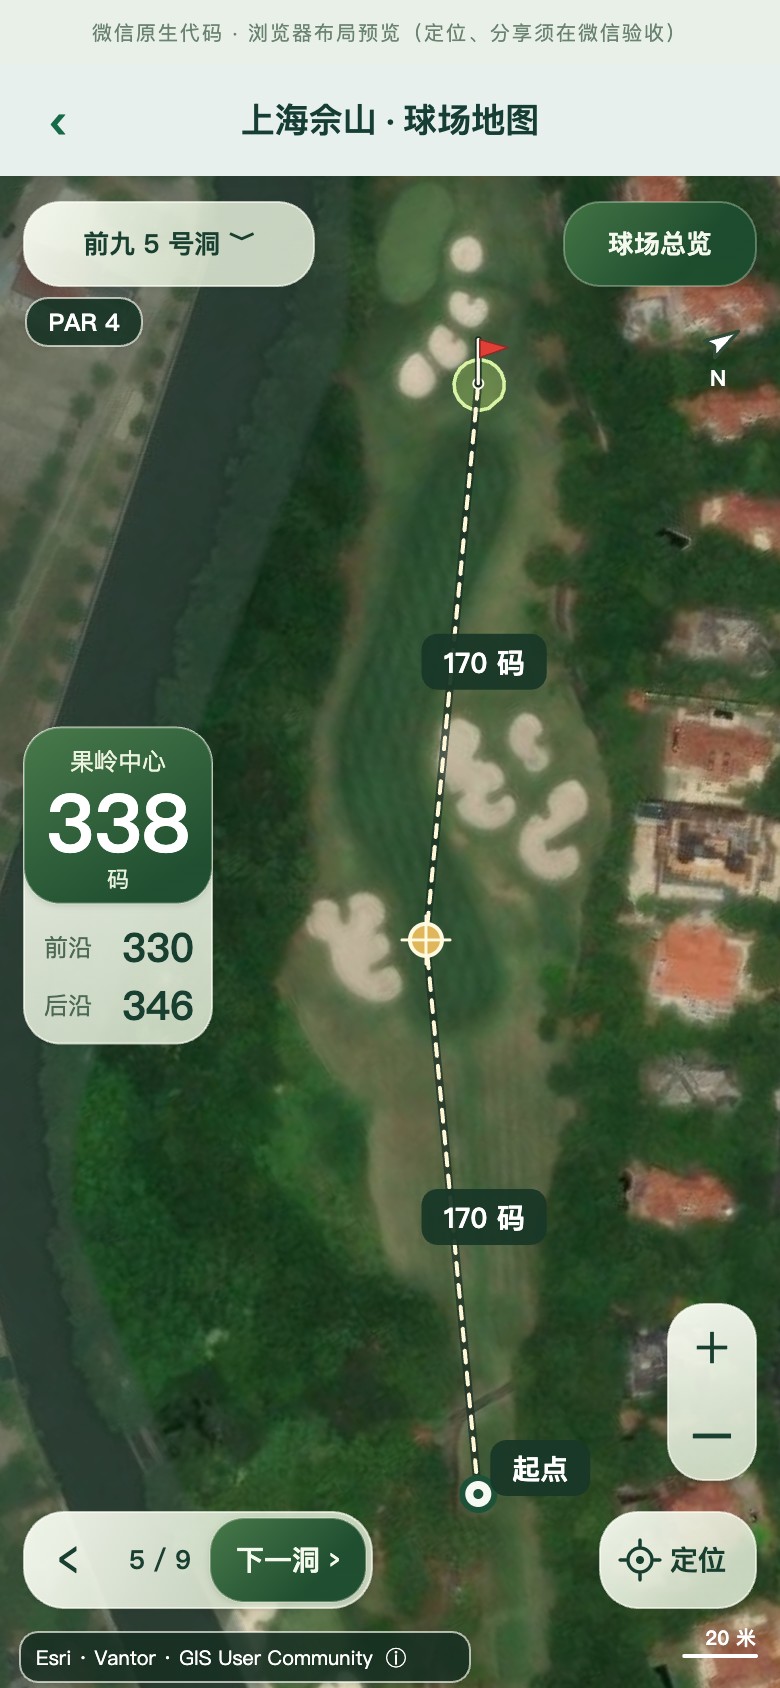 微信原生代码 · 浏览器布局预览（定位、分享须在微信验收）
‹ 上海佘山 · 球场地图
前九 5 号洞
球场总览
PAR 4
N
170 码
果岭中心
338
码
前沿 330
后沿 346
170 码
+
−
起点
< 5 / 9 下一洞 ›
定位
20 米
Esri · Vantor · GIS User Community ⓘ